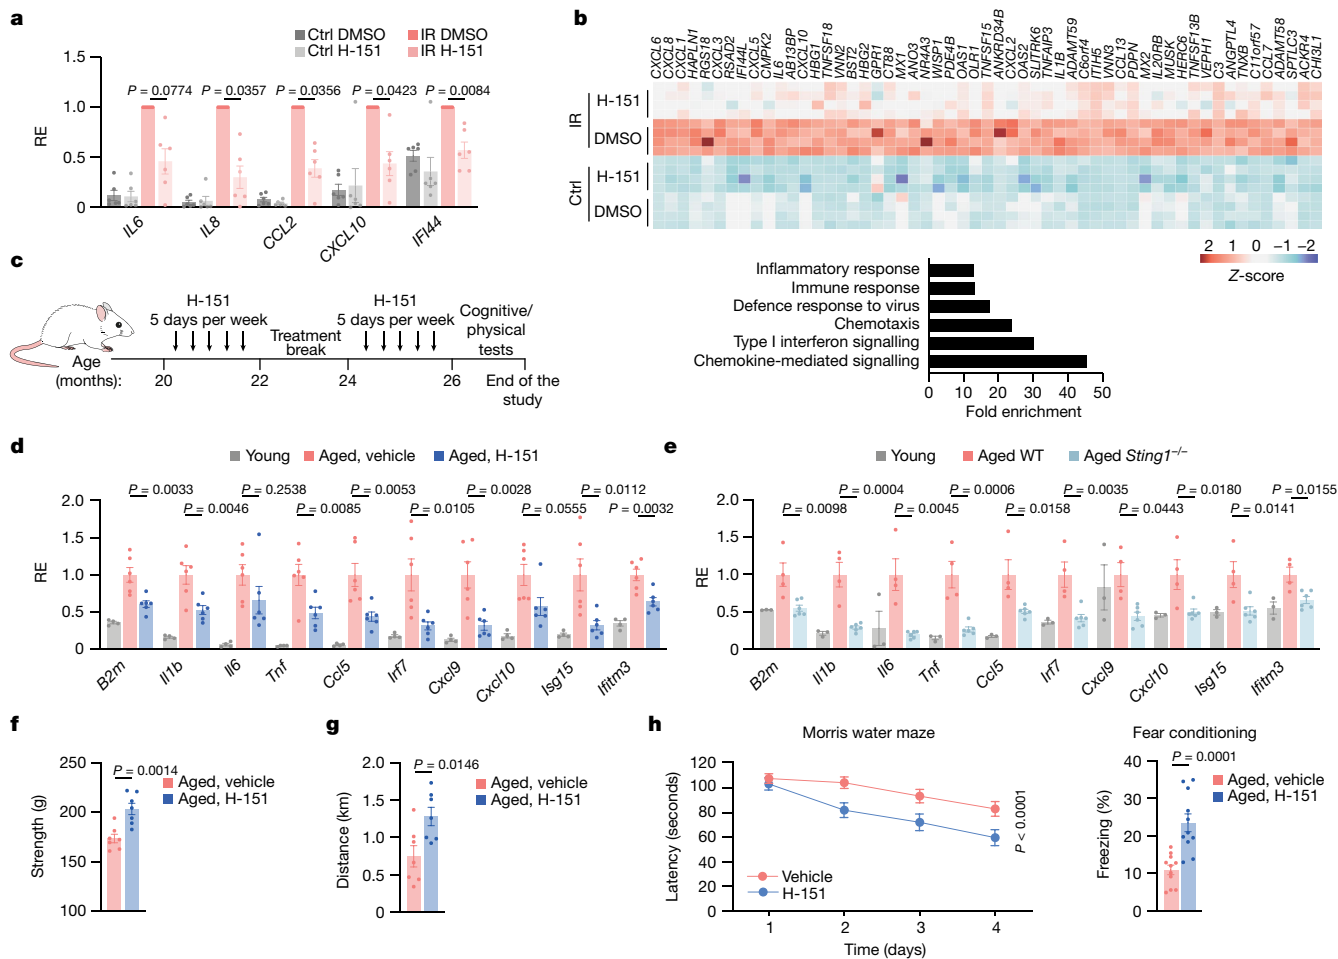 a
Ctrl DMSO
Ctrl H-151
IR DMSO
IR H-151
P = 0.0774
P = 0.0357
P = 0.0356
P = 0.0423
P = 0.0084
RE
1.5
1.0
0.5
0
IL6
IL8
CCL2
CXCL10
IFI44
b
CXCL6
CXCL8
CXCL1
HAPLN1
RGS18
CXCL3
RSAD2
IFI44L
CXCL5
CMPK2
IL6
AB13BP
CXCL10
HBG1
TNFSF18
VNN2
BST2
HBG2
GPR1
CT88
MX1
ANO3
NR4A3
WISP1
PDE4B
OAS1
OLR1
TNFSF15
ANKRD34B
CXCL2
OAS2
SLITRK6
TNFAIP3
IL1B
ADAMT59
C6orf4
ITIH5
VNN3
CCL13
PDPN
MX2
IL20RB
MUSK
HERC6
TNFSF13B
VEPH1
C3
ANGPTL4
TNXB
C11orf57
CCL7
ADAMT58
SPTLC3
ACKR4
CHI3L1
IR
H-151
DMSO
Ctrl
H-151
DMSO
2 1 0 −1 −2
Z-score
Inflammatory response
Immune response
Defence response to virus
Chemotaxis
Type I interferon signalling
Chemokine-mediated signalling
0 10 20 30 40 50
Fold enrichment
c
H-151
5 days per week
Treatment
break
H-151
5 days per week
Cognitive/
physical
tests
Age
(months):
20
22
24
26
End of the
study
d
Young
Aged, vehicle
Aged, H-151
P = 0.0033
P = 0.2538
P = 0.0053
P = 0.0028
P = 0.0112
P = 0.0046
P = 0.0085
P = 0.0105
P = 0.0555
P = 0.0032
RE
2.0
1.5
1.0
0.5
0
B2m
Il1b
Il6
Tnf
Ccl5
Irf7
Cxcl9
Cxcl10
Isg15
Ifitm3
e
Young
Aged WT
Aged Sting1−/−
P = 0.0004
P = 0.0006
P = 0.0035
P = 0.0180
P = 0.0155
P = 0.0098
P = 0.0045
P = 0.0158
P = 0.0443
P = 0.0141
RE
2.0
1.5
1.0
0.5
0
B2m
Il1b
Il6
Tnf
Ccl5
Irf7
Cxcl9
Cxcl10
Isg15
Ifitm3
f
P = 0.0014
Aged, vehicle
Aged, H-151
Strength (g)
250
200
150
100
g
P = 0.0146
Aged, vehicle
Aged, H-151
Distance (km)
2.0
1.5
1.0
0.5
0
h
Morris water maze
Latency (seconds)
120
100
80
60
40
20
0
P < 0.0001
Vehicle
H-151
1 2 3 4
Time (days)
Fear conditioning
P = 0.0001
Aged, vehicle
Aged, H-151
Freezing (%)
40
30
20
10
0